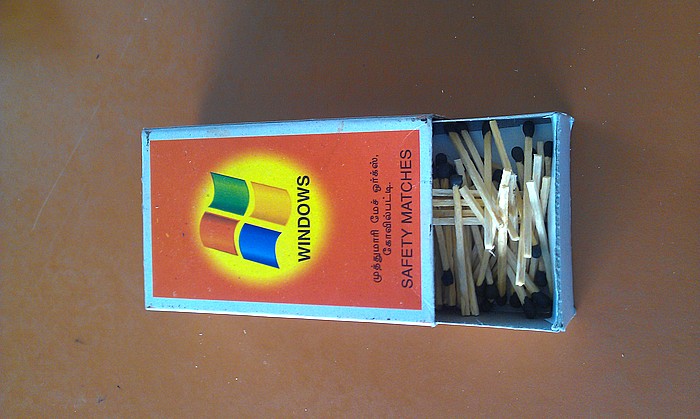 WINDOWS
முத்துமாரி மேச் ஒர்க்ஸ்,
கோவில்பட்டி.
SAFETY MATCHES